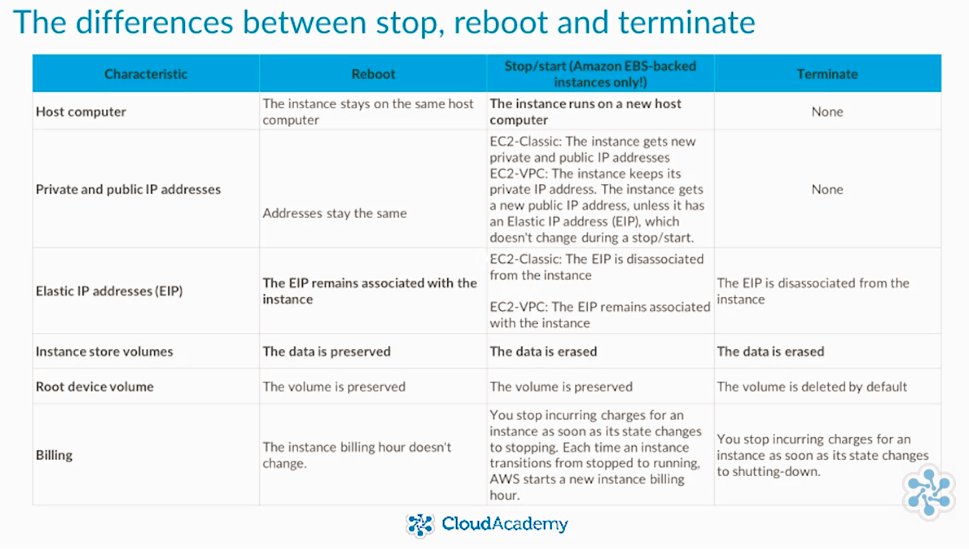 The differences between stop, reboot and terminate
Characteristic
Reboot
Stop/start (Amazon EBS-backed
instances only!)
Terminate
Host computer
The instance stays on the same host
computer
The instance runs on a new host
computer
None
Private and public IP addresses
Addresses stay the same
EC2-Classic: The instance gets new
private and public IP addresses
EC2-VPC: The instance keeps its
private IP address. The instance gets
a new public IP address, unless it has
an Elastic IP address (EIP), which
doesn't change during a stop/start.
None
Elastic IP addresses (EIP)
The EIP remains associated with the
instance
EC2-Classic: The EIP is disassociated
from the instance
EC2-VPC: The EIP remains associated
with the instance
The EIP is disassociated from the
instance
Instance store volumes
The data is preserved
The data is erased
The data is erased
Root device volume
The volume is preserved
The volume is preserved
The volume is deleted by default
Billing
The instance billing hour doesn't
change.
You stop incurring charges for an
instance as soon as its state changes
to stopping. Each time an instance
transitions from stopped to running,
AWS starts a new instance billing
hour.
You stop incurring charges for an
instance as soon as its state changes
to shutting-down.
CloudAcademy